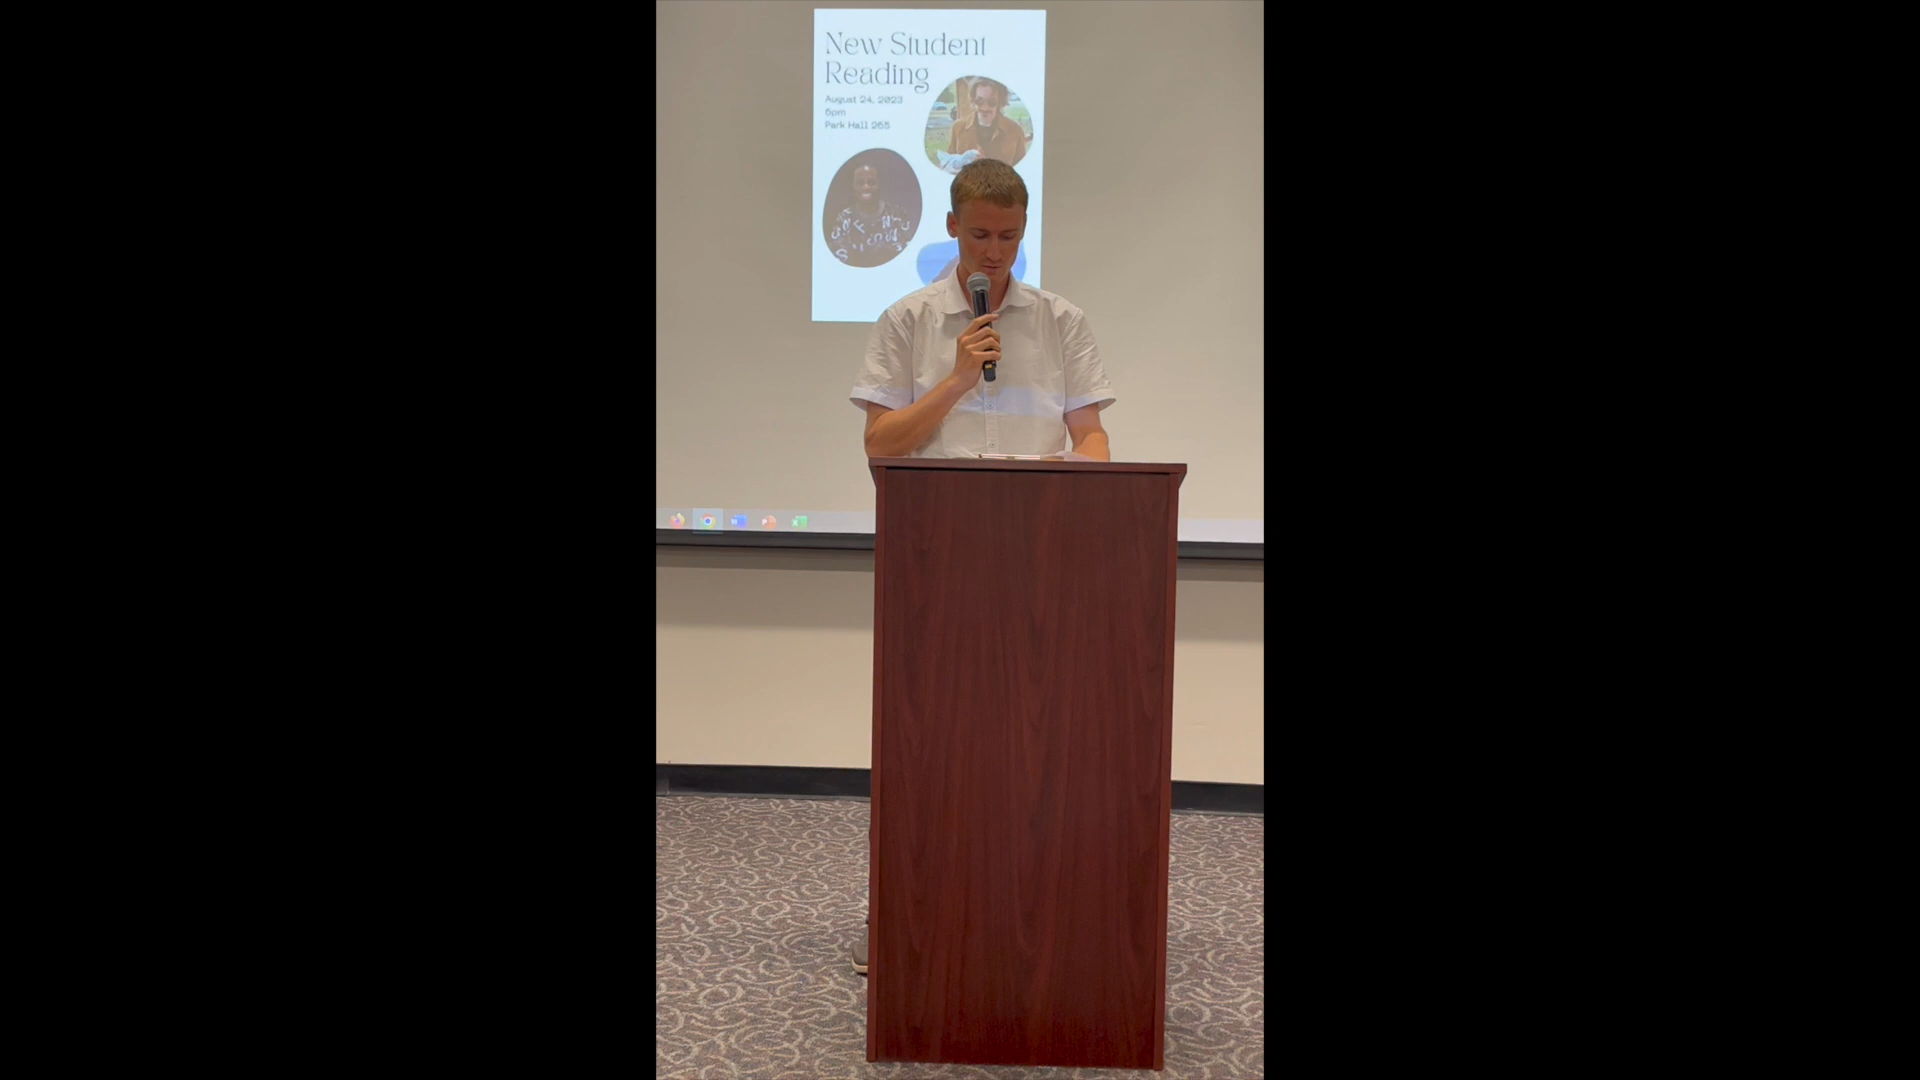 New Student
Reading
August 24, 2023
6pm
Park Hall 265